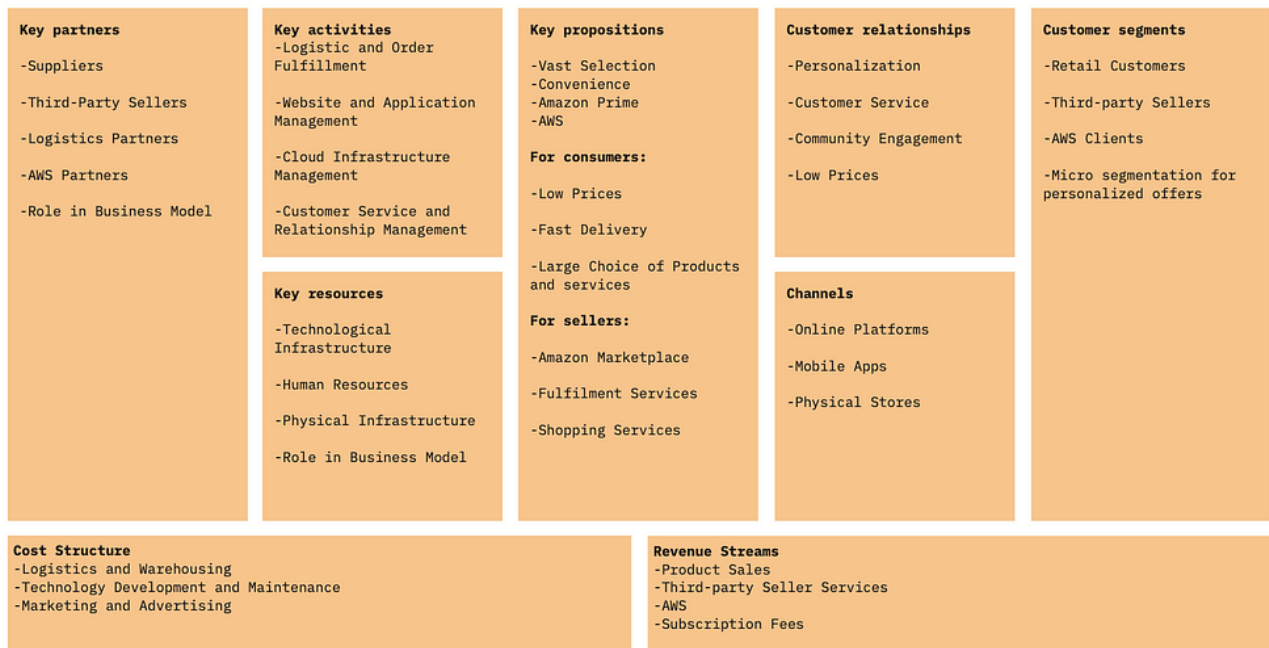 Key partners
-Suppliers
-Third-Party Sellers
-Logistics Partners
-AWS Partners
-Role in Business Model
Key activities
-Logistic and Order
Fulfillment
-Website and Application
Management
-Cloud Infrastructure
Management
-Customer Service and
Relationship Management
Key resources
-Technological
Infrastructure
-Human Resources
-Physical Infrastructure
-Role in Business Model
Key propositions
-Vast Selection
-Convenience
-Amazon Prime
-AWS
For consumers:
-Low Prices
-Fast Delivery
-Large Choice of Products
and services
For sellers:
-Amazon Marketplace
-Fulfilment Services
-Shopping Services
Customer relationships
-Personalization
-Customer Service
-Community Engagement
-Low Prices
Channels
-Online Platforms
-Mobile Apps
-Physical Stores
Customer segments
-Retail Customers
-Third-party Sellers
-AWS Clients
-Micro segmentation for
personalized offers
Cost Structure
-Logistics and Warehousing
-Technology Development and Maintenance
-Marketing and Advertising
Revenue Streams
-Product Sales
-Third-party Seller Services
-AWS
-Subscription Fees